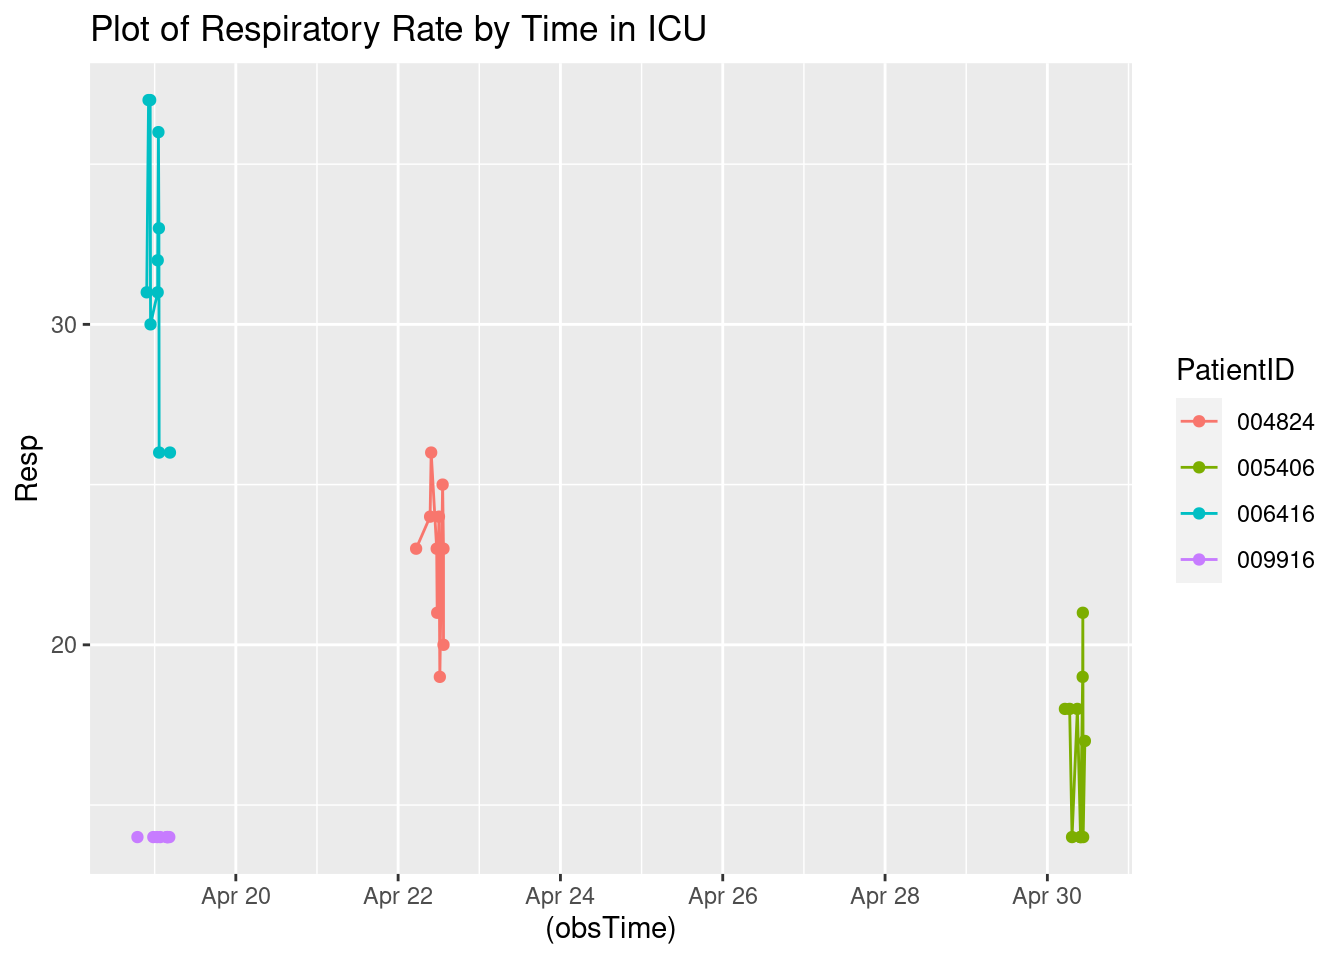 Plot of Respiratory Rate by Time in ICU
Resp
30
20
Apr 20 Apr 22 Apr 24 Apr 26 Apr 28 Apr 30
(obsTime)
PatientID
004824
005406
006416
009916